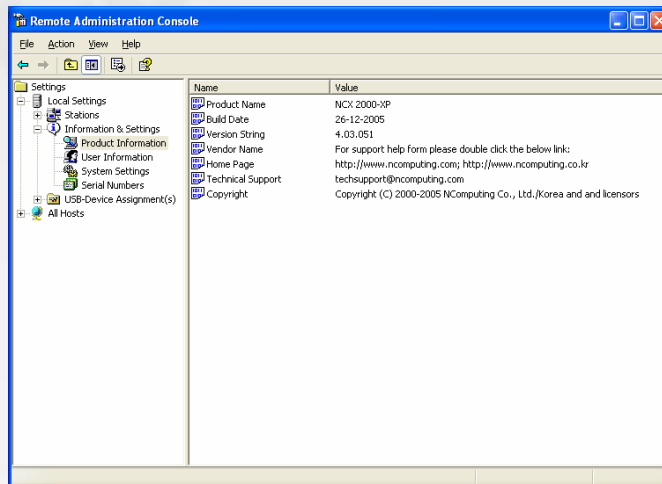 Remote Administration Console
File Action View Help
Settings
Local Settings
Stations
Information & Settings
Product Information
User Information
System Settings
Serial Numbers
USB-Device Assignment(s)
All Hosts
Name Value
Product Name NCX 2000-XP
Build Date 26-12-2005
Version String 4.03.051
Vendor Name For support help form please double click the below link:
Home Page http://www.ncomputing.com; http://www.ncomputing.co.kr
Technical Support techsupport@ncomputing.com
Copyright Copyright (C) 2000-2005 NComputing Co., Ltd./Korea and and licensors